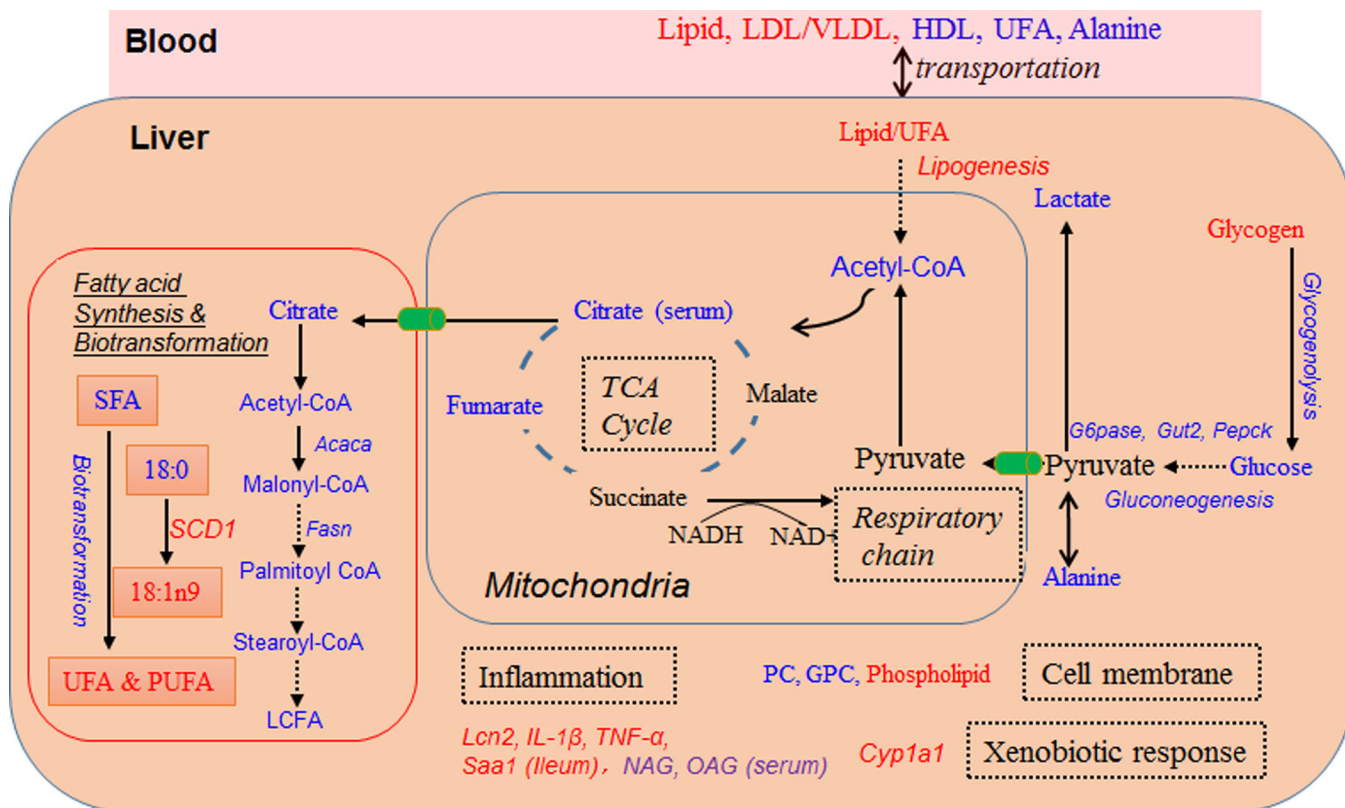 Blood
Lipid, LDL/VLDL, HDL, UFA, Alanine
transportation
Liver
Lipid/UFA
Lipogenesis
Lactate
Glycogen
Acetyl-CoA
Glycogenolysis
Fatty acid
Synthesis &
Biotransformation
Citrate
Citrate (serum)
SFA
Acetyl-CoA
Fumarate
TCA
Cycle
Malate
Acaca
G6pase, Gut2, Pepck
Biotransformation
18:0
Malonyl-CoA
Pyruvate
Pyruvate
Glucose
Gluconeogenesis
SCD1
Fasn
Succinate
NADH
NAD+
Respiratory
chain
18:1n9
Palmitoyl CoA
Mitochondria
Alanine
Stearoyl-CoA
UFA & PUFA
LCFA
Inflammation
PC, GPC, Phospholipid
Cell membrane
Lcn2, IL-1β, TNF-α,
Saa1 (Ileum), NAG, OAG (serum)
Cyp1a1
Xenobiotic response